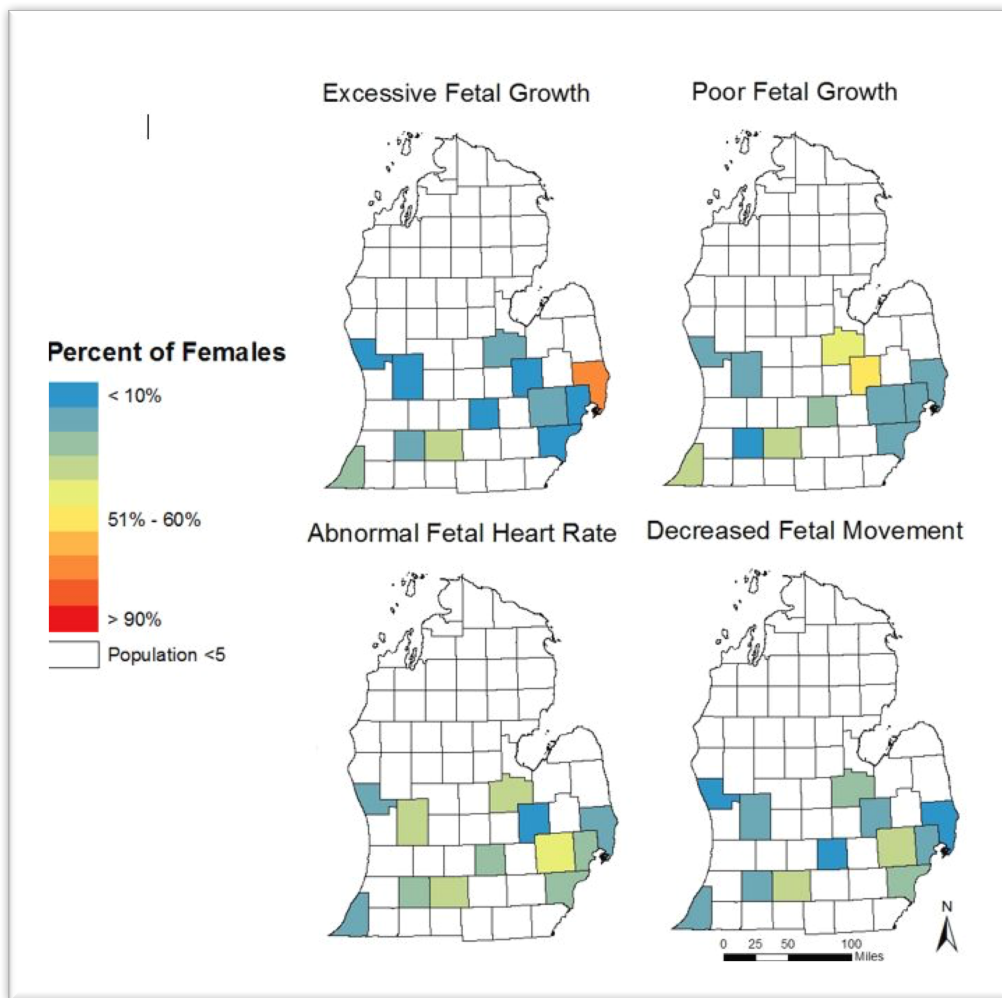 Excessive Fetal Growth
Poor Fetal Growth
Percent of Females
< 10%
51% - 60%
> 90%
Population <5
Abnormal Fetal Heart Rate
Decreased Fetal Movement
N
0 25 50 100
Miles